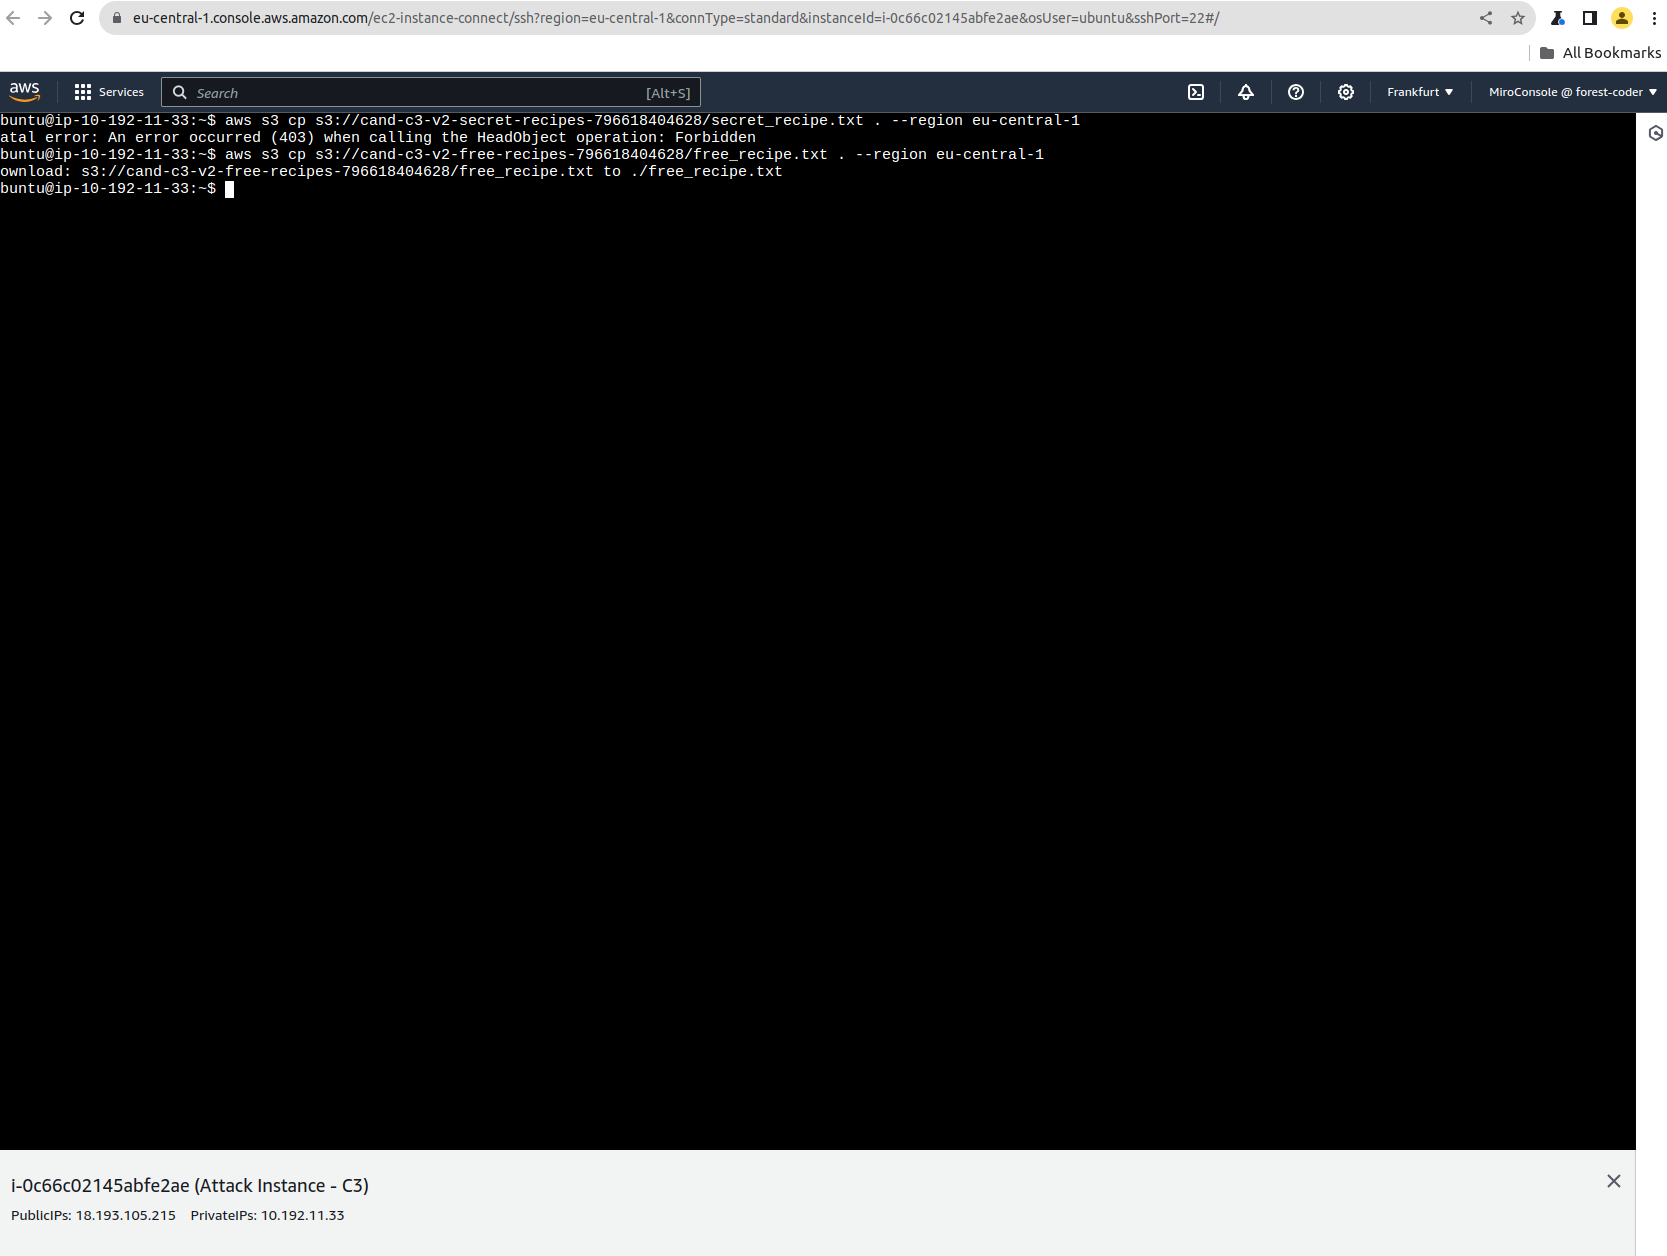 eu-central-1.console.aws.amazon.com/ec2-instance-connect/ssh?region=eu-central-1&connType=standard&instanceId=i-0c66c02145abfe2ae&osUser=ubuntu&sshPort=22#/
All Bookmarks
aws Services Search [Alt+S] Frankfurt MiroConsole @ forest-coder
buntu@ip-10-192-11-33:~$ aws s3 cp s3://cand-c3-v2-secret-recipes-796618404628/secret_recipe.txt . --region eu-central-1
atal error: An error occurred (403) when calling the HeadObject operation: Forbidden
buntu@ip-10-192-11-33:~$ aws s3 cp s3://cand-c3-v2-free-recipes-796618404628/free_recipe.txt . --region eu-central-1
ownload: s3://cand-c3-v2-free-recipes-796618404628/free_recipe.txt to ./free_recipe.txt
buntu@ip-10-192-11-33:~$
i-0c66c02145abfe2ae (Attack Instance - C3)
PublicIPs: 18.193.105.215 PrivateIPs: 10.192.11.33